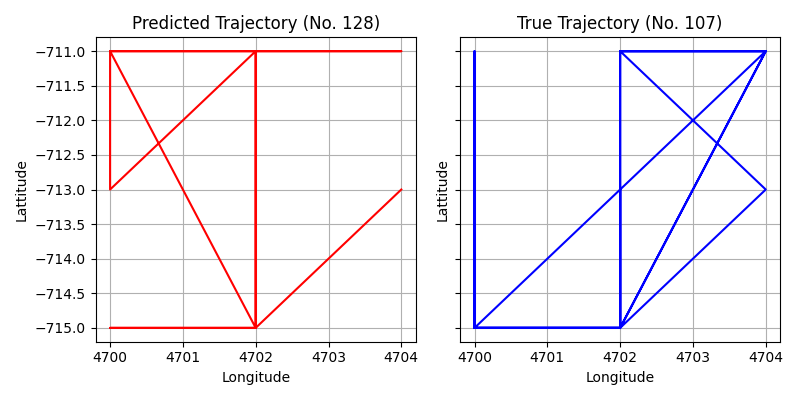 Predicted Trajectory (No. 128)
True Trajectory (No. 107)
Lattitude
−711.0
−711.5
−712.0
−712.5
−713.0
−713.5
−714.0
−714.5
−715.0
4700 4701 4702 4703 4704
Longitude
Lattitude
4700 4701 4702 4703 4704
Longitude